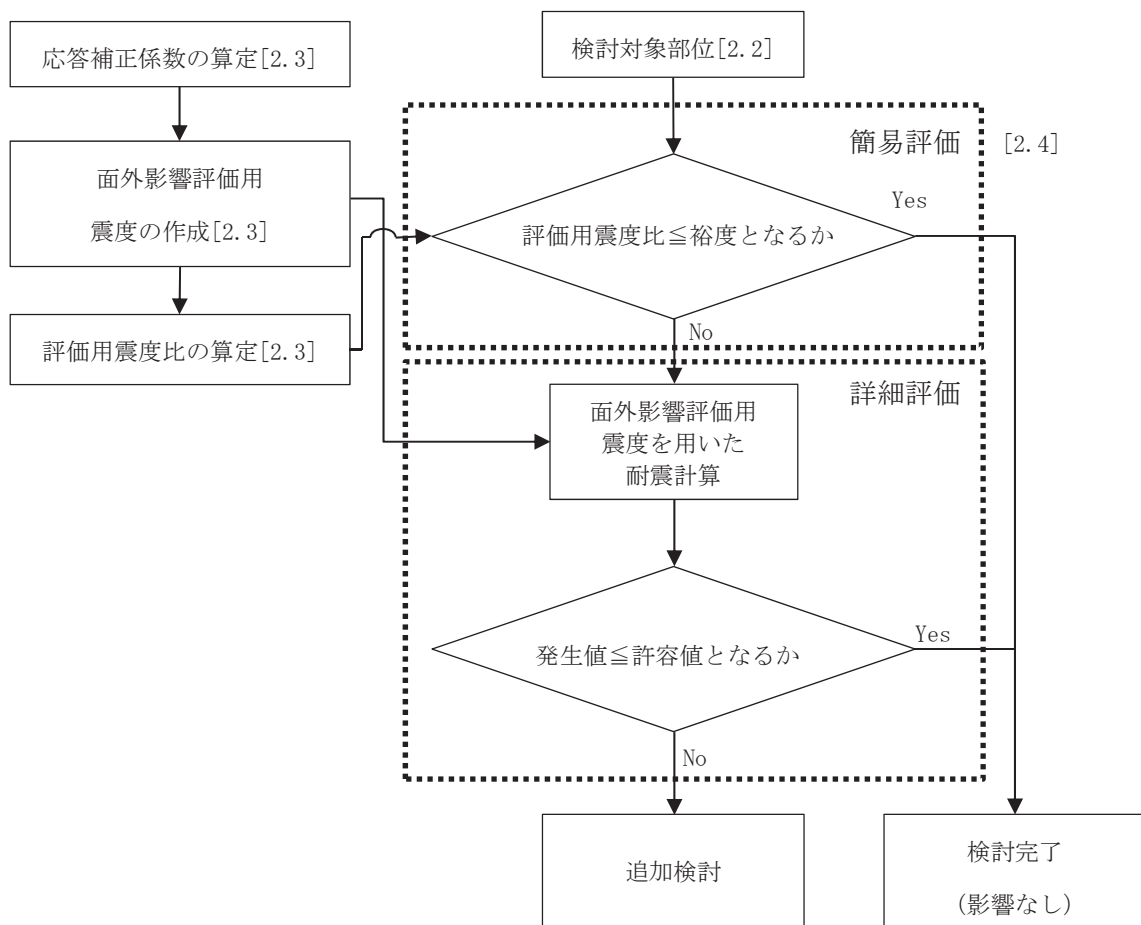 応答補正係数の算定[2.3]
面外影響評価用
震度の作成[2.3]
評価用震度比の算定[2.3]
検討対象部位[2.2]
簡易評価
[2.4]
評価用震度比≦裕度となるか
Yes
No
詳細評価
面外影響評価用
震度を用いた
耐震計算
発生値≦許容値となるか
Yes
No
追加検討
検討完了
(影響なし)